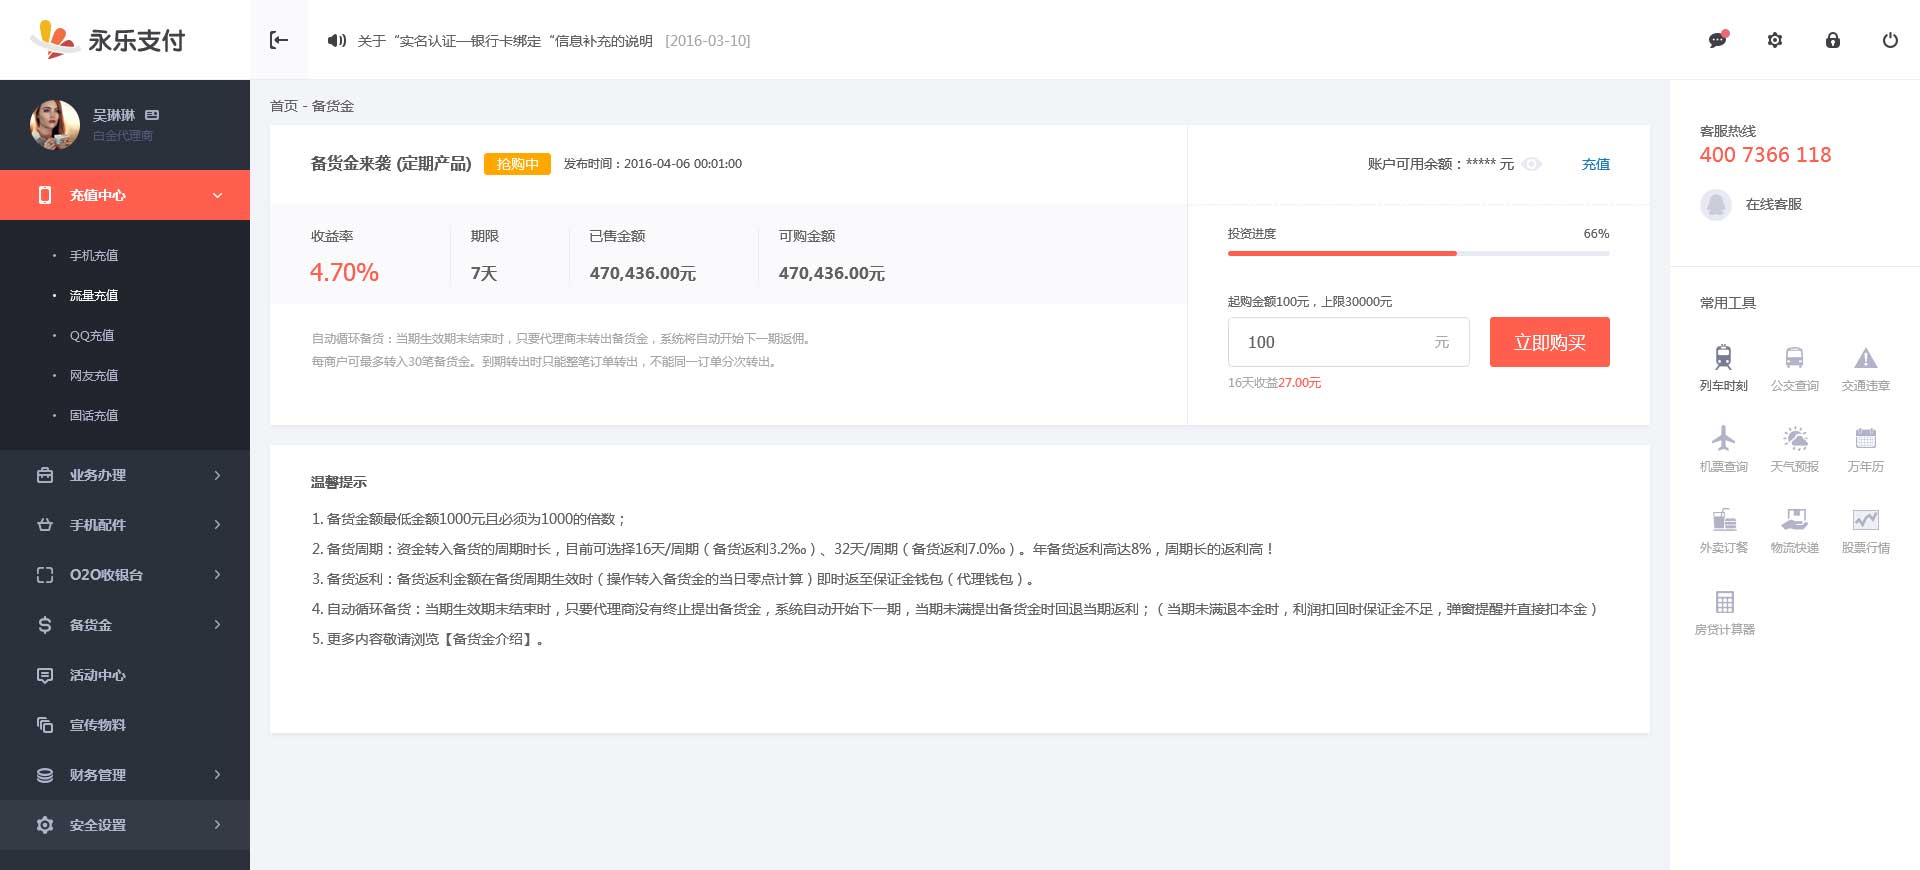 永乐支付
关于“实名认证—银行卡绑定“信息补充的说明 [2016-03-10]
吴琳琳
白金代理商
充值中心
· 手机充值
· 流量充值
· QQ充值
· 网友充值
· 固话充值
业务办理
手机配件
O2O收银台
备货金
活动中心
宣传物料
财务管理
安全设置
首页 - 备货金
备货金来袭 (定期产品) 抢购中 发布时间：2016-04-06 00:01:00
收益率 期限 已售金额 可购金额
4.70% 7天 470,436.00元 470,436.00元
自动循环备货：当期生效期末结束时，只要代理商未转出备货金，系统将自动开始下一期返佣。
每商户可最多转入30笔备货金。到期转出时只能整笔订单转出，不能同一订单分次转出。
账户可用余额：***** 元 充值
投资进度 66%
起购金额100元，上限30000元
100 元 立即购买
16天收益27.00元
温馨提示
1. 备货金额最低金额1000元且必须为1000的倍数；
2. 备货周期：资金转入备货的周期时长，目前可选择16天/周期（备货返利3.2‰）、32天/周期（备货返利7.0‰）。年备货返利高达8%，周期长的返利高！
3. 备货返利：备货返利金额在备货周期生效时（操作转入备货金的当日零点计算）即时返至保证金钱包（代理钱包）。
4. 自动循环备货：当期生效期末结束时，只要代理商没有终止提出备货金，系统自动开始下一期，当期未满提出备货金时回退当期返利；（当期未满退本金时，利润扣回时保证金不足，弹窗提醒并直接扣本金）
5. 更多内容敬请浏览【备货金介绍】。
客服热线
400 7366 118
在线客服
常用工具
列车时刻 公交查询 交通违章
机票查询 天气预报 万年历
外卖订餐 物流快递 股票行情
房贷计算器